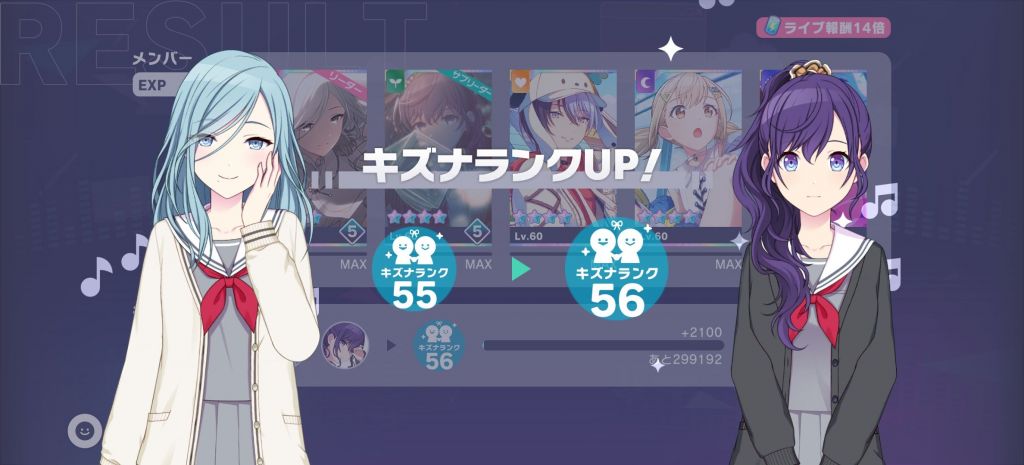 RESULT
ライブ報酬14倍
メンバー
EXP
リーダー
サブリーダー
キズナランクUP!
5
5
Lv.60
.60
MAX
MAX
MAX
キズナランク
55
キズナランク
56
キズナランク
56
+2100
あと299192